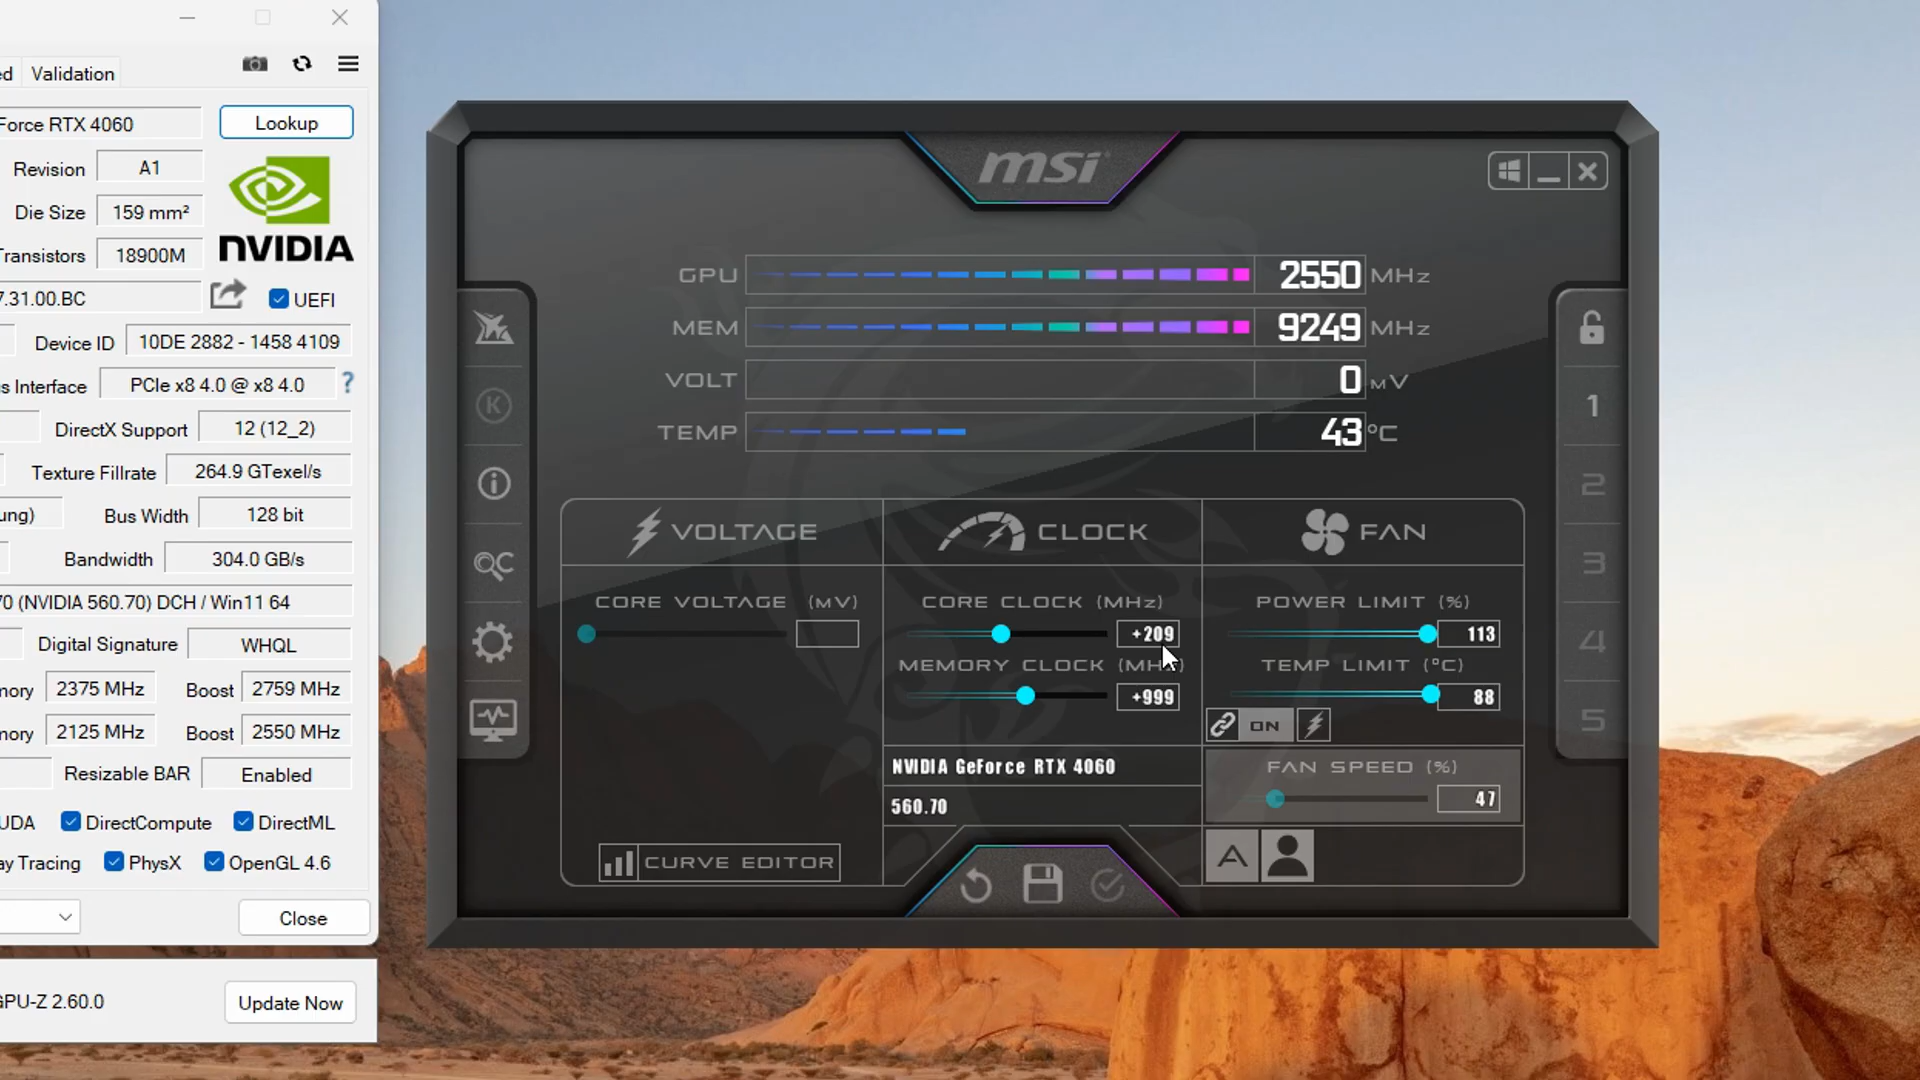 ed Validation
Force RTX 4060 Lookup
Revision A1
Die Size 159 mm²
Transistors 18900M
NVIDIA
7.31.00.BC UEFI
Device ID 10DE 2882 - 1458 4109
s Interface PCIe x8 4.0 @ x8 4.0 ?
DirectX Support 12 (12_2)
Texture Fillrate 264.9 GTexel/s
ung) Bus Width 128 bit
Bandwidth 304.0 GB/s
70 (NVIDIA 560.70) DCH / Win11 64
Digital Signature WHQL
mory 2375 MHz Boost 2759 MHz
mory 2125 MHz Boost 2550 MHz
Resizable BAR Enabled
UDA DirectCompute DirectML
ay Tracing PhysX OpenGL 4.6
Close
GPU-Z 2.60.0 Update Now
msi
GPU 2550 MHz
MEM 9249 MHz
VOLT 0 mV
TEMP 43 °C
K
i
OC
VOLTAGE
CORE VOLTAGE (MV)
CURVE EDITOR
CLOCK
CORE CLOCK (MHz)
+209
MEMORY CLOCK (MHz)
+999
NVIDIA GeForce RTX 4060
560.70
FAN
POWER LIMIT (%)
113
TEMP LIMIT (°C)
88
ON
FAN SPEED (%)
47
A
1
2
3
4
5